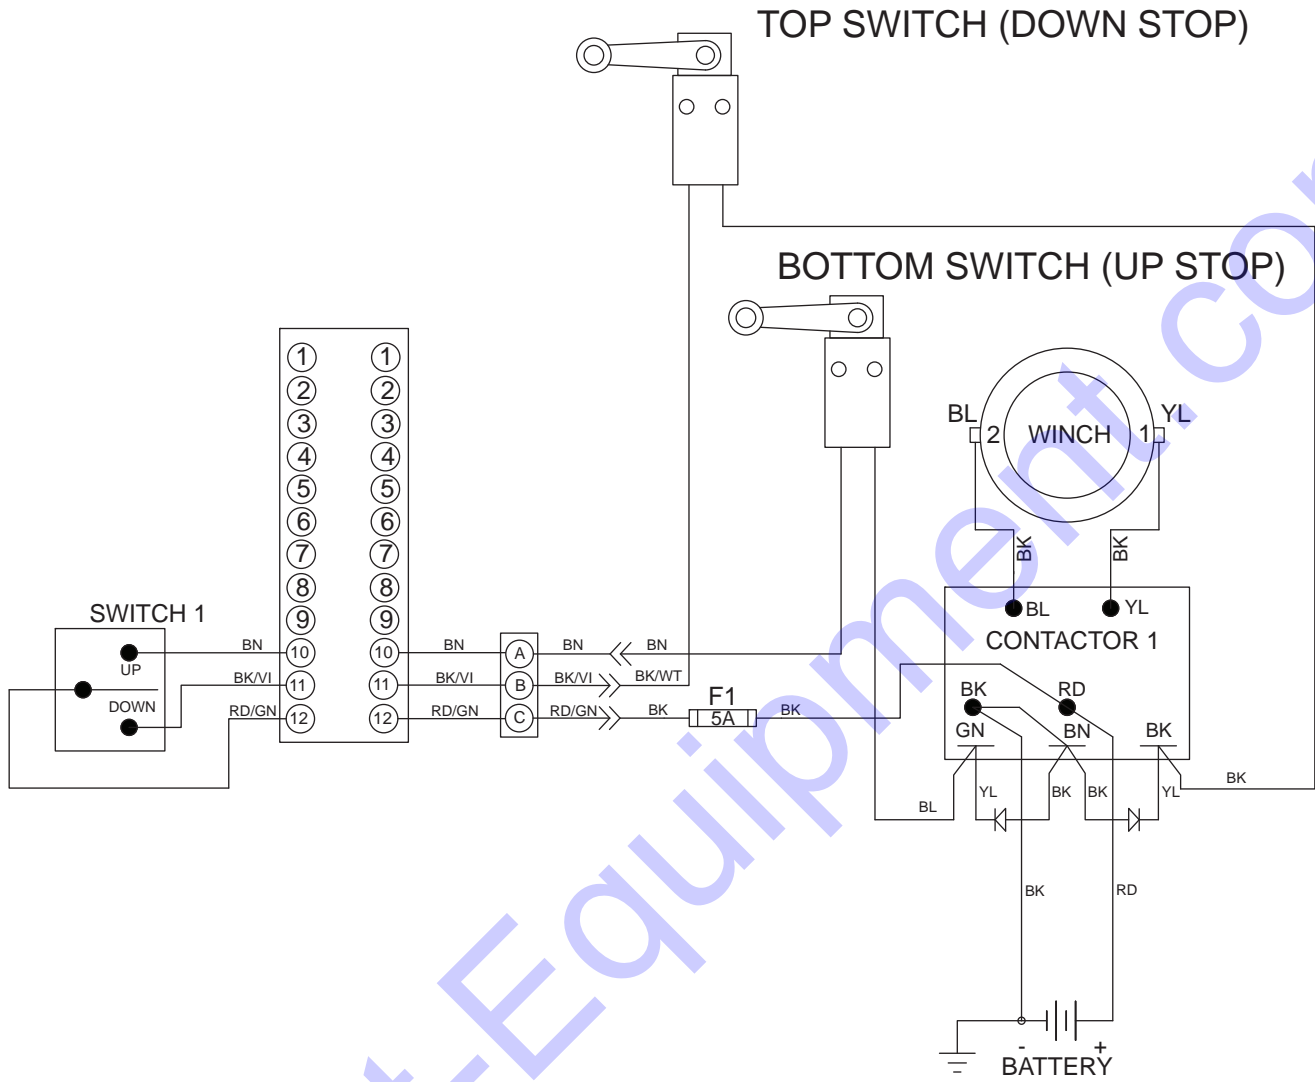 TOP SWITCH (DOWN STOP)
BOTTOM SWITCH (UP STOP)
1 1
2 2
3 3
4 4
5 5
6 6
7 7
8 8
9 9
BL 2 WINCH 1 YL
BK BK
SWITCH 1
BL YL
CONTACTOR 1
UP BN 10 10 BN A BN BN
BK/VI 11 11 BK/VI B BK/VI BK/WT
DOWN RD/GN 12 12 RD/GN C RD/GN BK F1 5A BK
BK RD
GN BN BK
BL YL BK BK YL BK
BK RD
- +
BATTERY
t-Equipment.com